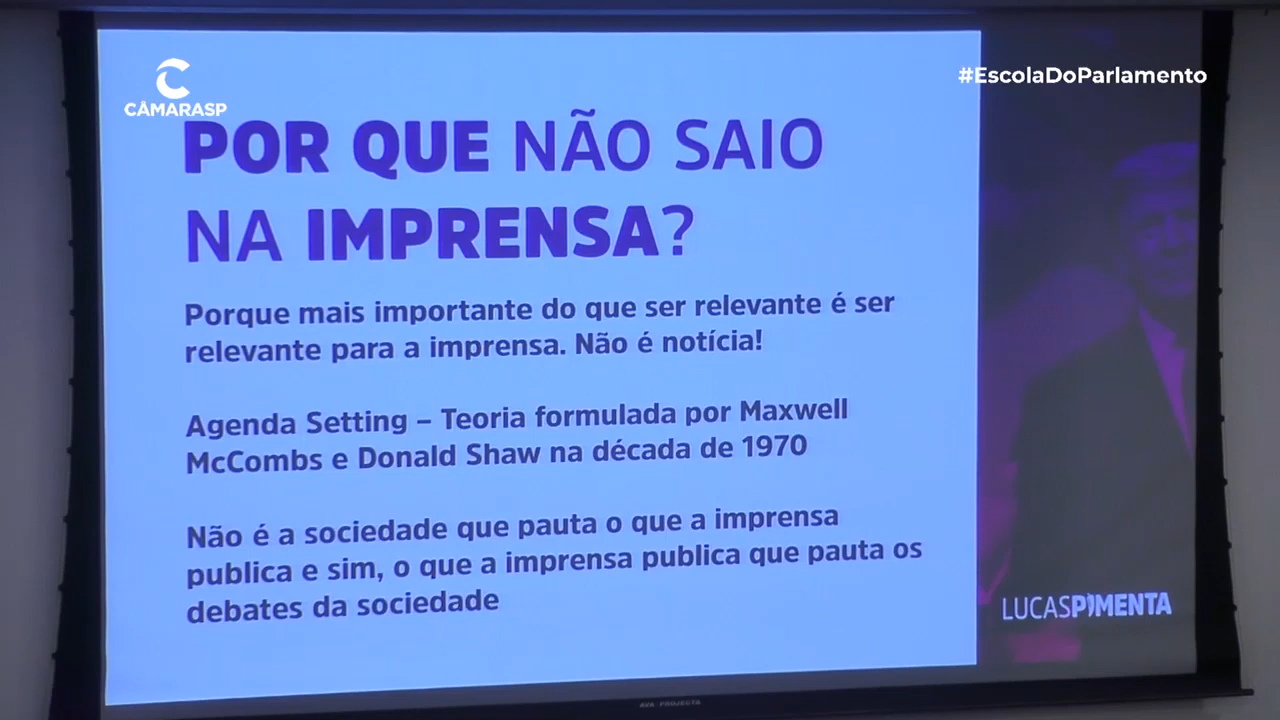 CÂMARASP
#EscolaDoParlamento
POR QUE NÃO SAIO
NA IMPRENSA?
Porque mais importante do que ser relevante é ser
relevante para a imprensa. Não é notícia!
Agenda Setting – Teoria formulada por Maxwell
McCombs e Donald Shaw na década de 1970
Não é a sociedade que pauta o que a imprensa
publica e sim, o que a imprensa publica que pauta os
debates da sociedade
LUCASPIMENTA
AVA PROJECTA